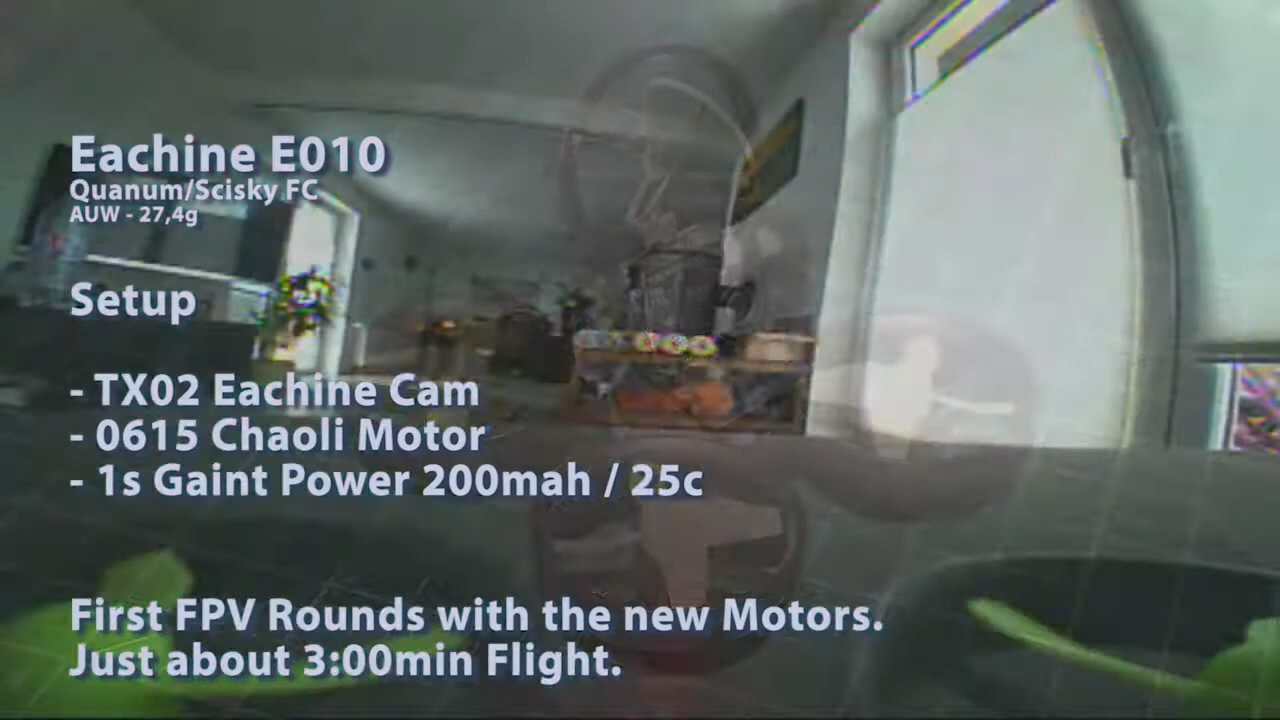 Eachine E010
Quanum/Scisky FC
AUW - 27,4g
Setup
- TX02 Eachine Cam
- 0615 Chaoli Motor
- 1s Gaint Power 200mah / 25c
First FPV Rounds with the new Motors.
Just about 3:00min Flight.